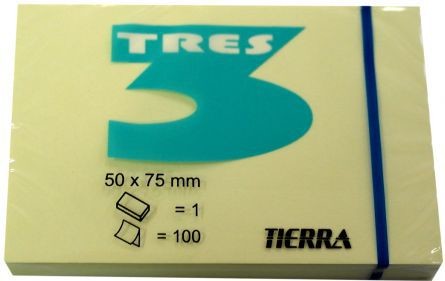 TRES
3
50 x 75 mm
= 1
= 100
TIERRA